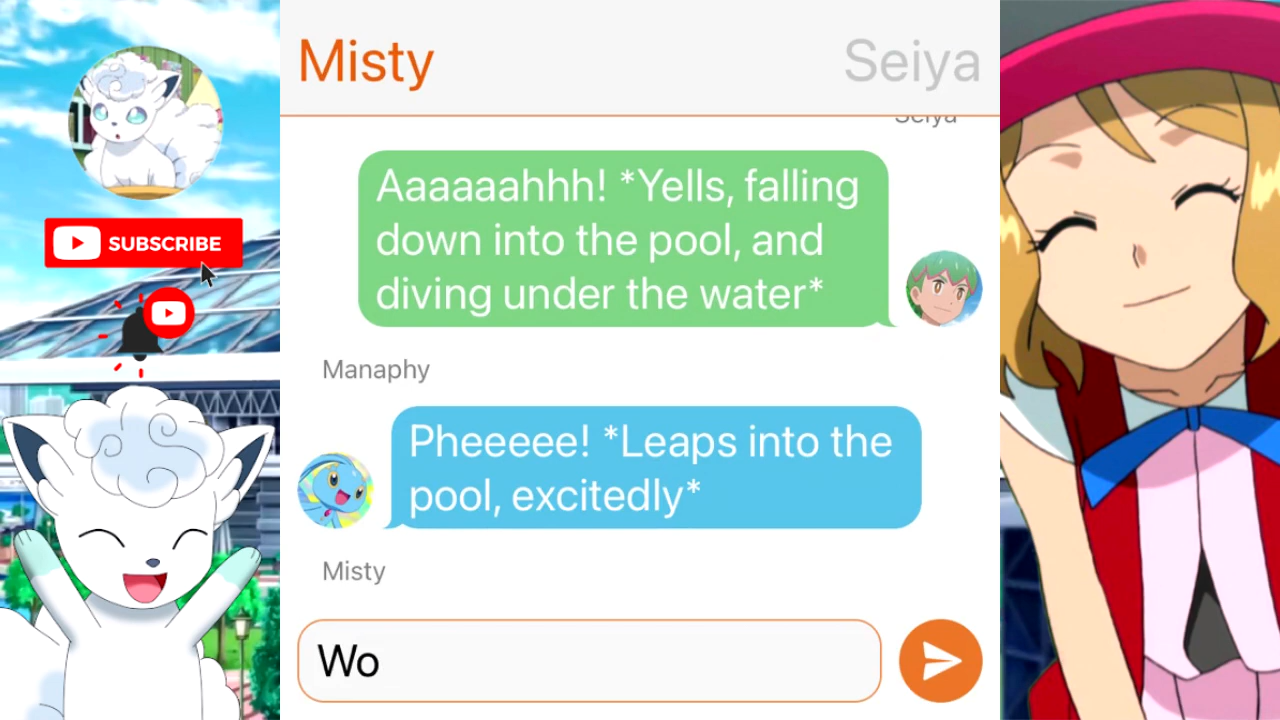 Misty
Seiya
SUBSCRIBE
Seiya
Aaaaaahhh! *Yells, falling
down into the pool, and
diving under the water*
Manaphy
Pheeeee! *Leaps into the
pool, excitedly*
Misty
Wo